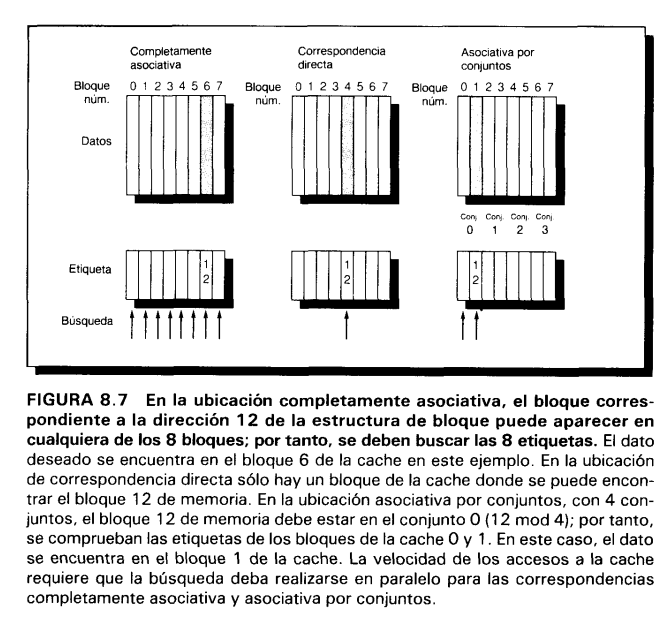 Completamente asociativa
Correspondencia directa
Asociativa por conjuntos
Bloque núm. 0 1 2 3 4 5 6 7
Bloque núm. 0 1 2 3 4 5 6 7
Bloque núm. 0 1 2 3 4 5 6 7
Datos
Conj. 0 Conj. 1 Conj. 2 Conj. 3
Etiqueta
1 2
1 2
1 2
Búsqueda
FIGURA 8.7 En la ubicación completamente asociativa, el bloque corres-
pondiente a la dirección 12 de la estructura de bloque puede aparecer en
cualquiera de los 8 bloques; por tanto, se deben buscar las 8 etiquetas. El dato
deseado se encuentra en el bloque 6 de la cache en este ejemplo. En la ubicación
de correspondencia directa sólo hay un bloque de la cache donde se puede encon-
trar el bloque 12 de memoria. En la ubicación asociativa por conjuntos, con 4 con-
juntos, el bloque 12 de memoria debe estar en el conjunto 0 (12 mod 4); por tanto,
se comprueban las etiquetas de los bloques de la cache 0 y 1. En este caso, el dato
se encuentra en el bloque 1 de la cache. La velocidad de los accesos a la cache
requiere que la búsqueda deba realizarse en paralelo para las correspondencias
completamente asociativa y asociativa por conjuntos.